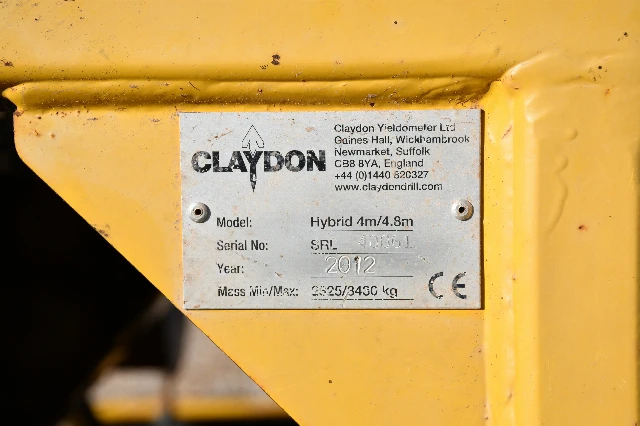 CLAYDON
Claydon Yieldometer Ltd
Gaines Hall, Wickhambrook
Newmarket, Suffolk
CB8 8YA, England
+44 (0)1440 820327
www.claydondrill.com
Model: Hybrid 4m/4.8m
Serial No: SRL
Year: 2012
Mass Min/Max: kg
CE